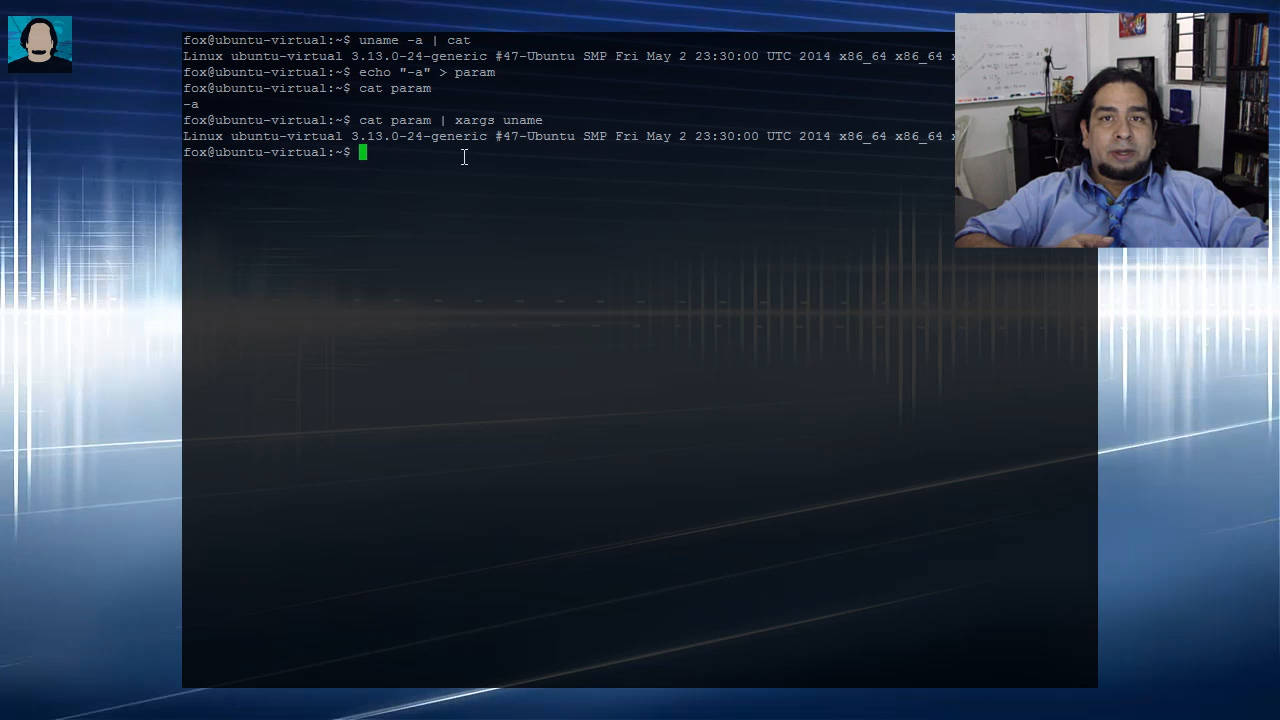 fox@ubuntu-virtual:~$ uname -a | cat
Linux ubuntu-virtual 3.13.0-24-generic #47-Ubuntu SMP Fri May 2 23:30:00 UTC 2014 x86_64 x86_64 x
fox@ubuntu-virtual:~$ echo "-a" > param
fox@ubuntu-virtual:~$ cat param
-a
fox@ubuntu-virtual:~$ cat param | xargs uname
Linux ubuntu-virtual 3.13.0-24-generic #47-Ubuntu SMP Fri May 2 23:30:00 UTC 2014 x86_64 x86_64 x
fox@ubuntu-virtual:~$